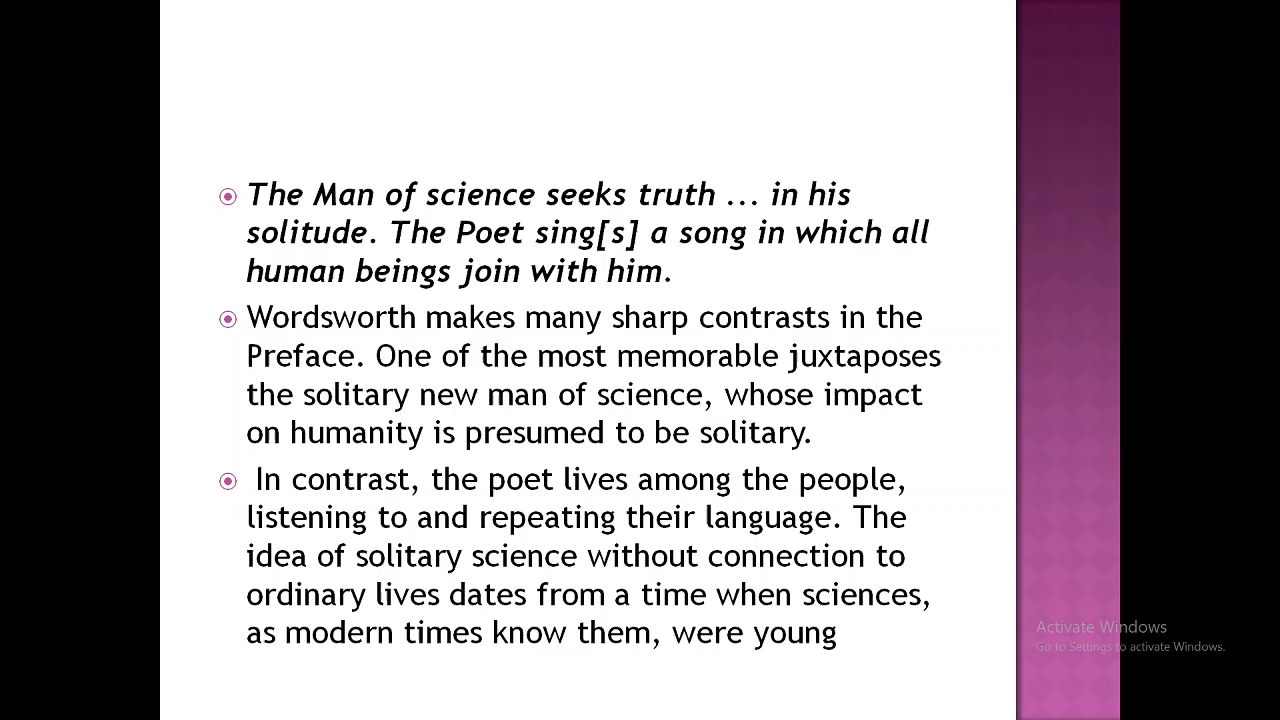 The Man of science seeks truth ... in his
solitude. The Poet sing[s] a song in which all
human beings join with him.
Wordsworth makes many sharp contrasts in the
Preface. One of the most memorable juxtaposes
the solitary new man of science, whose impact
on humanity is presumed to be solitary.
In contrast, the poet lives among the people,
listening to and repeating their language. The
idea of solitary science without connection to
ordinary lives dates from a time when sciences,
as modern times know them, were young
Activate Windows
Go to Settings to activate Windows.